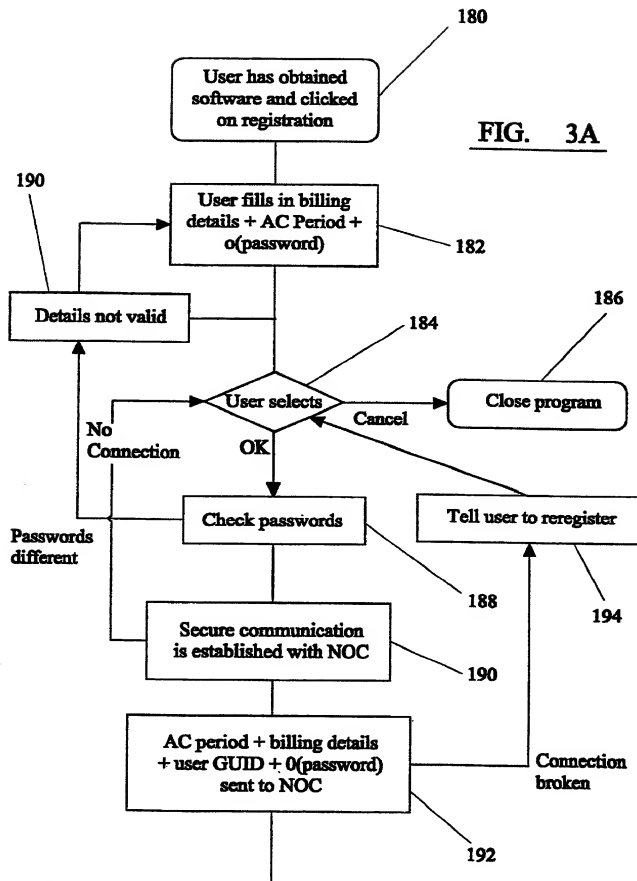 180
User has obtained
software and clicked
on registration
FIG. 3A
190
User fills in billing
details + AC Period +
o(password)
182
Details not valid
184
186
User selects
Cancel
Close program
No
Connection
OK
Check passwords
Tell user to reregister
Passwords
different
188
194
Secure communication
is established with NOC
190
AC period + billing details
+ user GUID + 0(password)
sent to NOC
Connection
broken
192